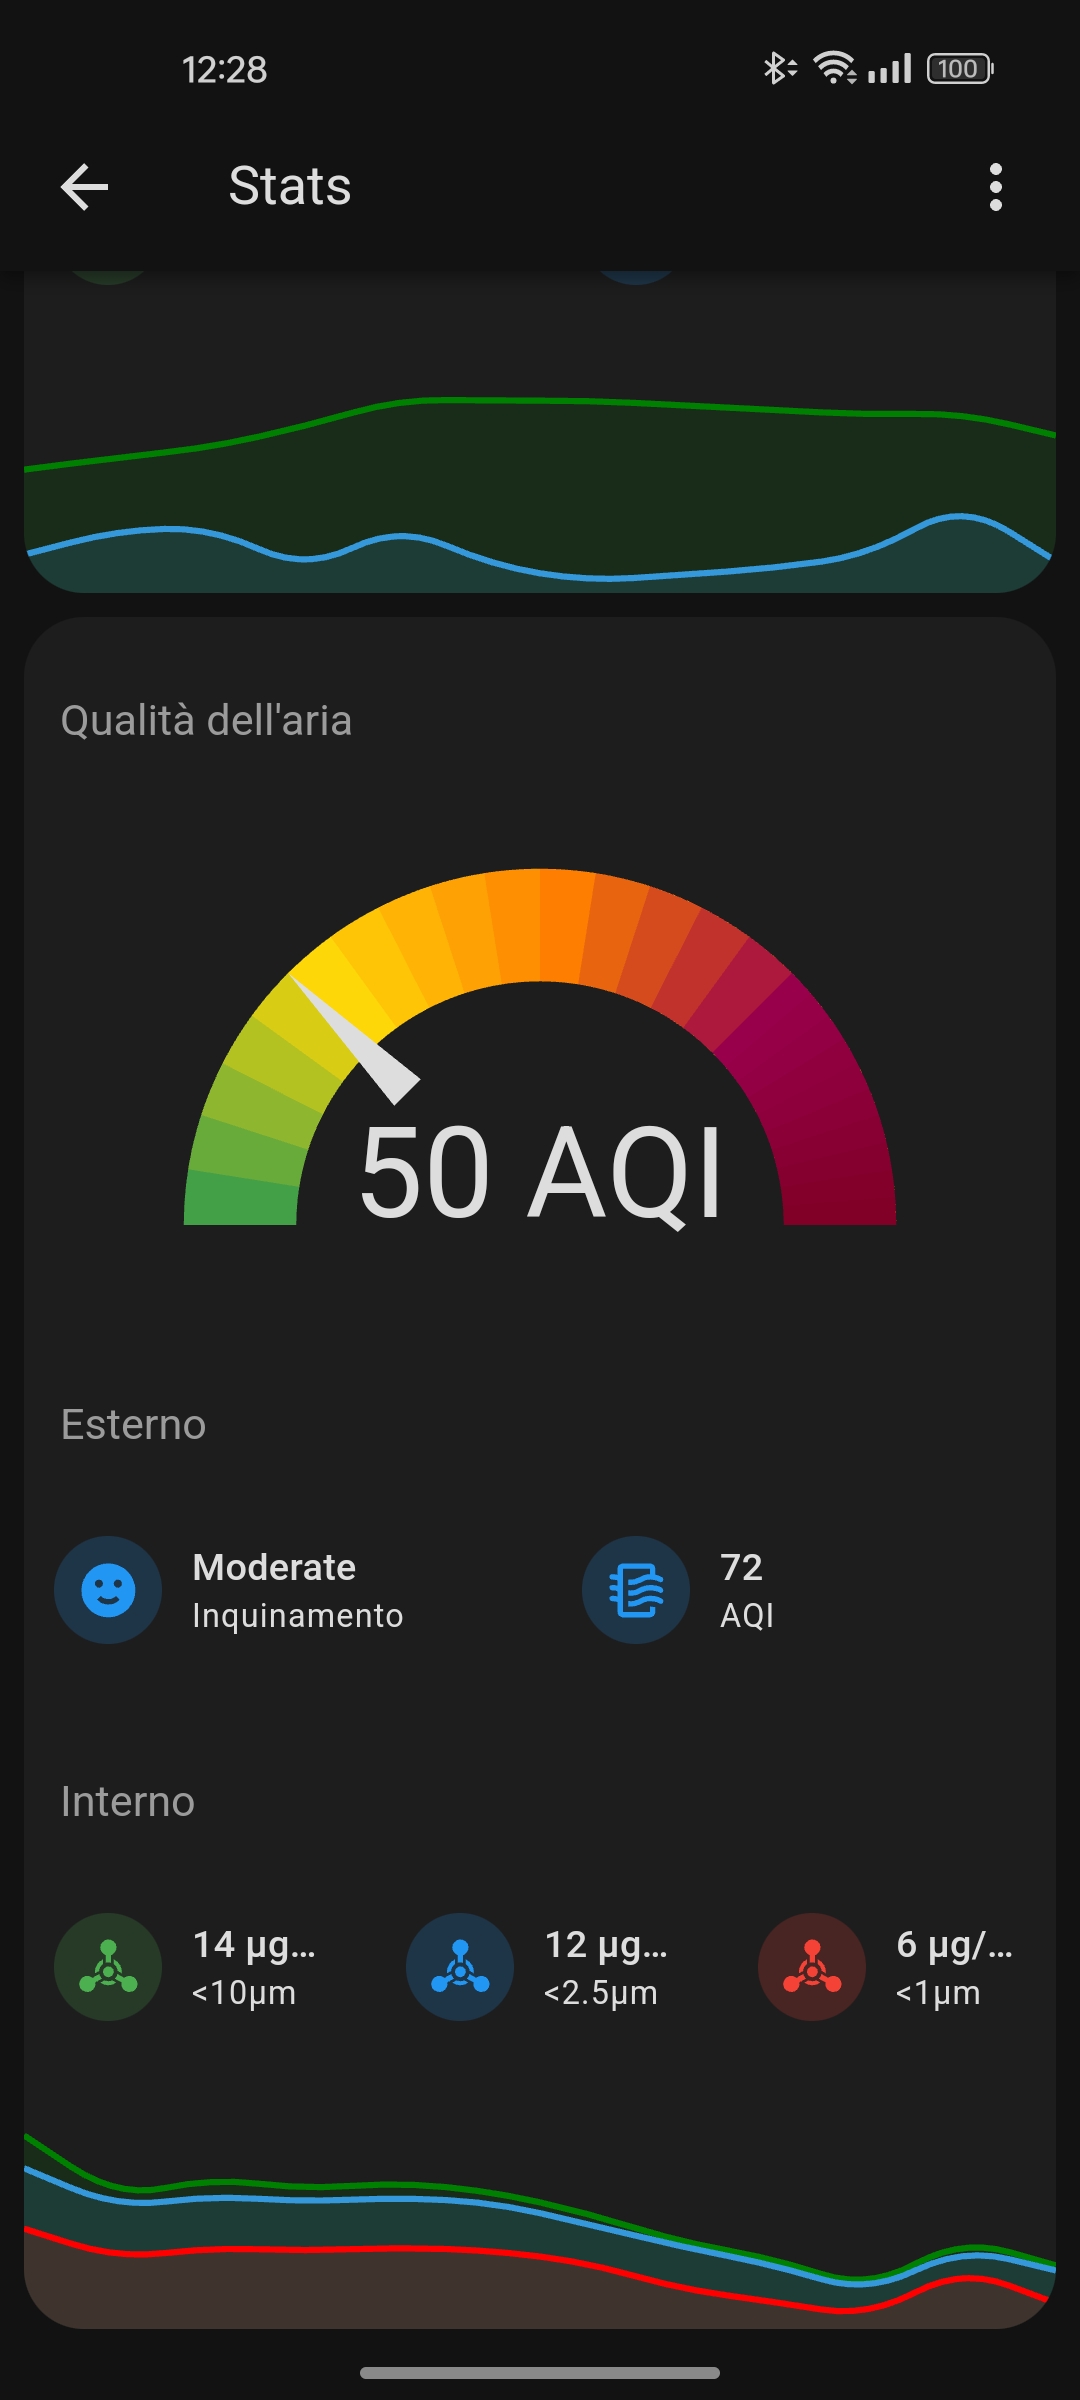 12:28
100
Stats
Qualità dell'aria
50 AQI
Esterno
Moderate
Inquinamento
72
AQI
Interno
14 µg…
<10µm
12 µg…
<2.5µm
6 µg/…
<1µm